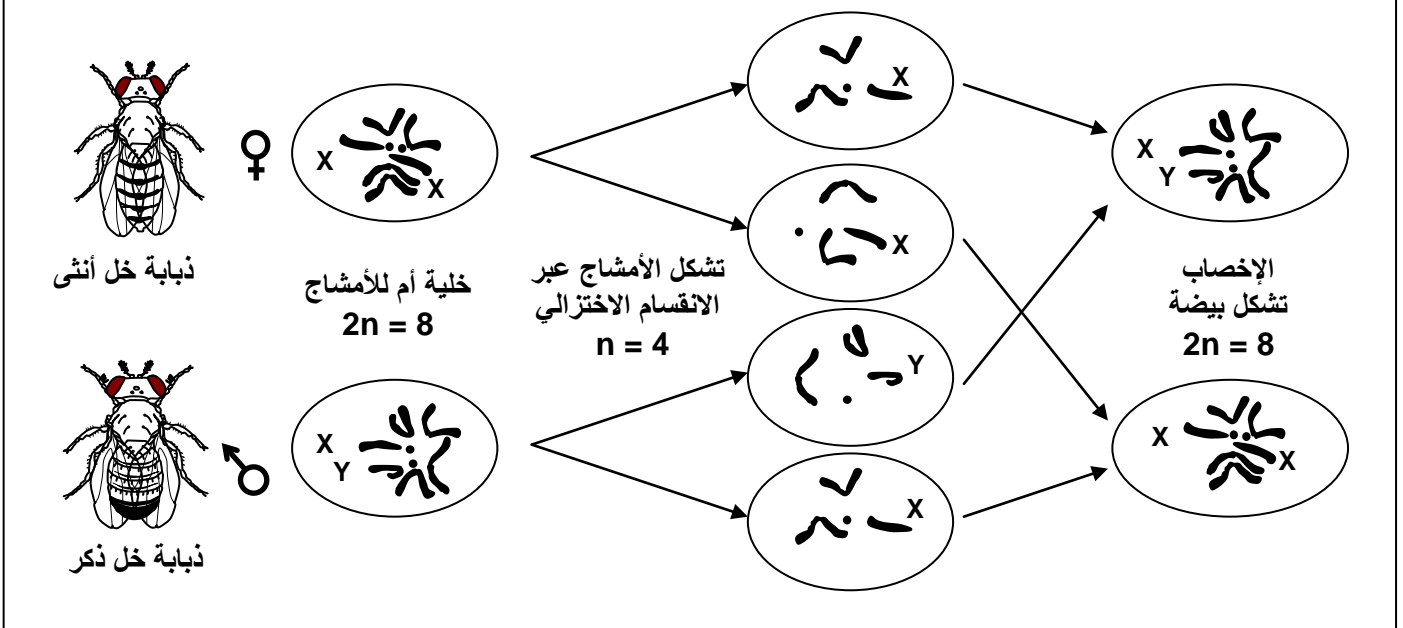 X
X
ذبابة خل أنثى
خلية أم للأمشاج
2n = 8
تشكل الأمشاج عبر
الانقسام الاختزالي
n = 4
X
X
Y
X
X
Y
الإخصاب
تشكل بيضة
2n = 8
X
X
X
Y
ذبابة خل ذكر